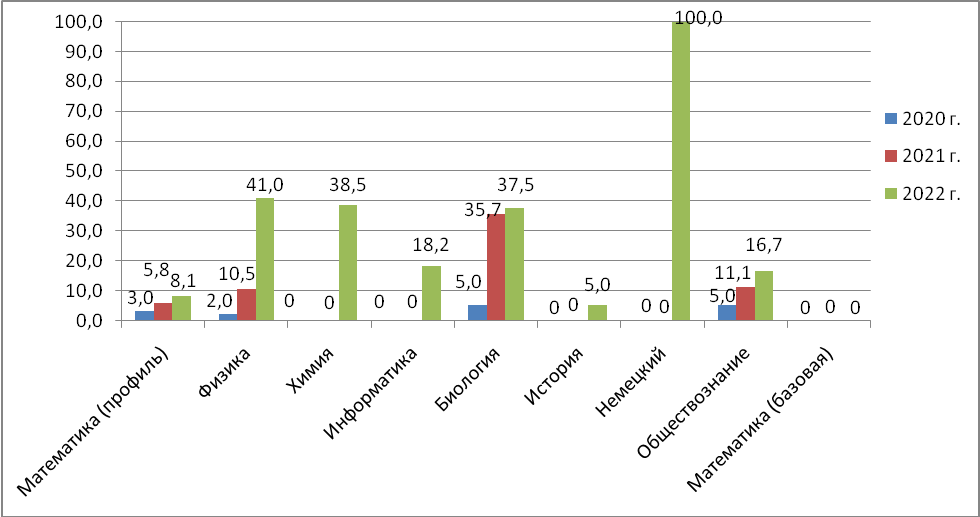 100,0
90,0
80,0
70,0
60,0
50,0
40,0
30,0
20,0
10,0
0,0
3,0 5,8 8,1
2,0 10,5 41,0
0 0 38,5
0 0 18,2
5,0 35,7 37,5
0 0 5,0
0 0 100,0
5,0 11,1 16,7
0 0 0
Математика (профиль)
Физика
Химия
Информатика
Биология
История
Немецкий
Обществознание
Математика (базовая)
2020 г.
2021 г.
2022 г.